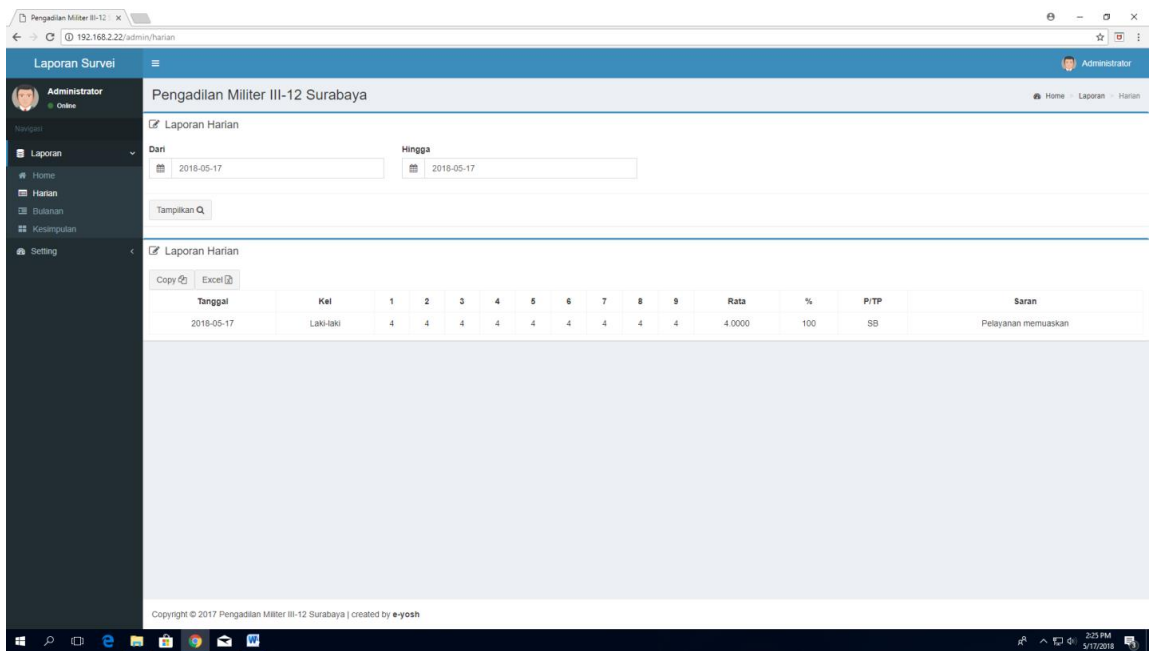 Pengadilan Militer III-12
192.168.2.22/admin/harian
Laporan Survei
Administrator
Administrator
Online
Pengadilan Militer III-12 Surabaya
Home > Laporan > Harian
Navigasi
Laporan
Home
Harian
Bulanan
Kesimpulan
Setting
Laporan Harian
Dari Hingga
2018-05-17 2018-05-17
Tampilkan
Laporan Harian
Copy Excel
Tanggal Kel 1 2 3 4 5 6 7 8 9 Rata % P/TP Saran
2018-05-17 Laki-laki 4 4 4 4 4 4 4 4 4 4.0000 100 SB Pelayanan memuaskan
Copyright © 2017 Pengadilan Militer III-12 Surabaya | created by e-yosh
2:25 PM
5/17/2018